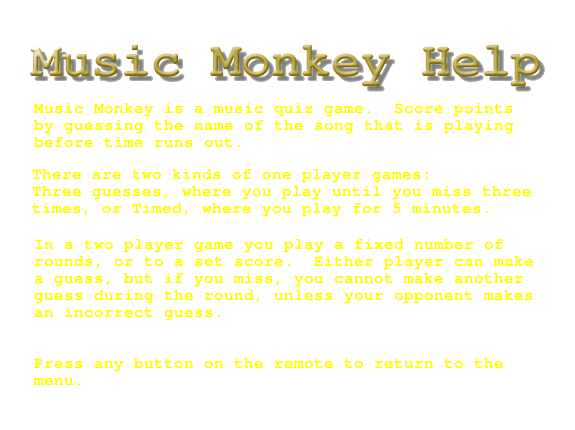 Music Monkey Help
Music Monkey is a music quiz game.  Score points
by guessing the name of the song that is playing
before time runs out.
There are two kinds of one player games:
Three guesses, where you play until you miss three
times, or Timed, where you play for 5 minutes.
In a two player game you play a fixed number of
rounds, or to a set score.  Either player can make
a guess, but if you miss, you cannot make another
guess during the round, unless your opponent makes
an incorrect guess.
Press any button on the remote to return to the
menu.